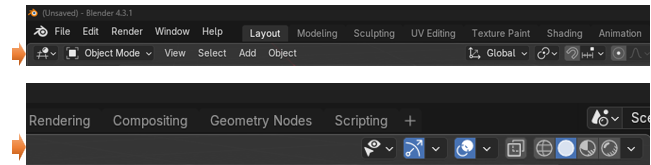 (Unsaved) - Blender 4.3.1
File Edit Render Window Help Layout Modeling Sculpting UV Editing Texture Paint Shading Animation
Object Mode View Select Add Object Global
Rendering Compositing Geometry Nodes Scripting + Sce